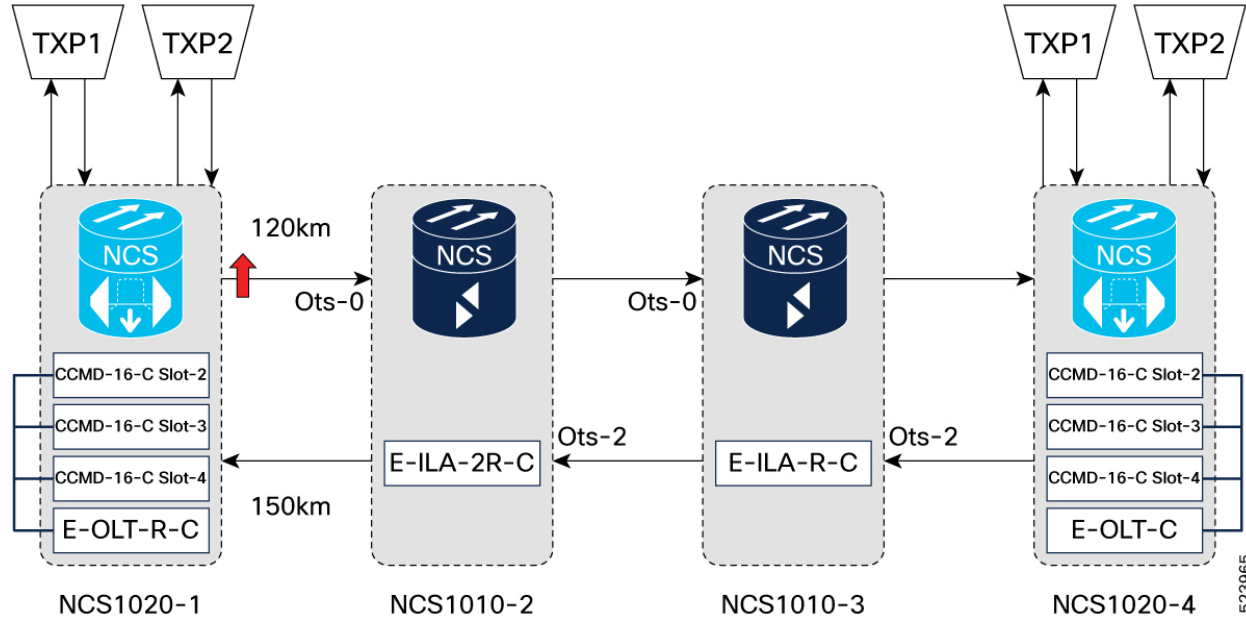 TXP1
TXP2
TXP1
TXP2
NCS
NCS
NCS
NCS
120km
Ots-0
Ots-0
CCMD-16-C Slot-2
CCMD-16-C Slot-3
CCMD-16-C Slot-4
E-OLT-R-C
150km
E-ILA-2R-C
Ots-2
E-ILA-R-C
Ots-2
CCMD-16-C Slot-2
CCMD-16-C Slot-3
CCMD-16-C Slot-4
E-OLT-C
NCS1020-1
NCS1010-2
NCS1010-3
NCS1020-4
523965